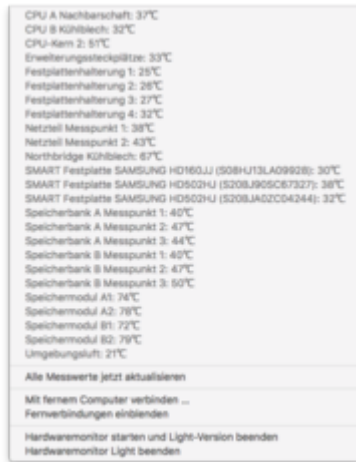 CPU A Nachbarschaft: 37°C
CPU B Kühlblech: 32°C
CPU-Kern 2: 51°C
Erweiterungssteckplätze: 33°C
Festplattenhalterung 1: 25°C
Festplattenhalterung 2: 26°C
Festplattenhalterung 3: 27°C
Festplattenhalterung 4: 32°C
Netzteil Messpunkt 1: 38°C
Netzteil Messpunkt 2: 43°C
Northbridge Kühlblech: 67°C
SMART Festplatte SAMSUNG HD160JJ (S08HJ13LA09928): 30°C
SMART Festplatte SAMSUNG HD502HJ (S20BJ90SC67327): 38°C
SMART Festplatte SAMSUNG HD502HJ (S20BJA0ZC04244): 32°C
Speicherbank A Messpunkt 1: 40°C
Speicherbank A Messpunkt 2: 47°C
Speicherbank A Messpunkt 3: 44°C
Speicherbank B Messpunkt 1: 40°C
Speicherbank B Messpunkt 2: 47°C
Speicherbank B Messpunkt 3: 50°C
Speichermodul A1: 74°C
Speichermodul A2: 78°C
Speichermodul B1: 72°C
Speichermodul B2: 79°C
Umgebungsluft: 21°C
Alle Messwerte jetzt aktualisieren
Mit fernem Computer verbinden ...
Fernverbindungen einblenden
Hardwaremonitor starten und Light-Version beenden
Hardwaremonitor Light beenden